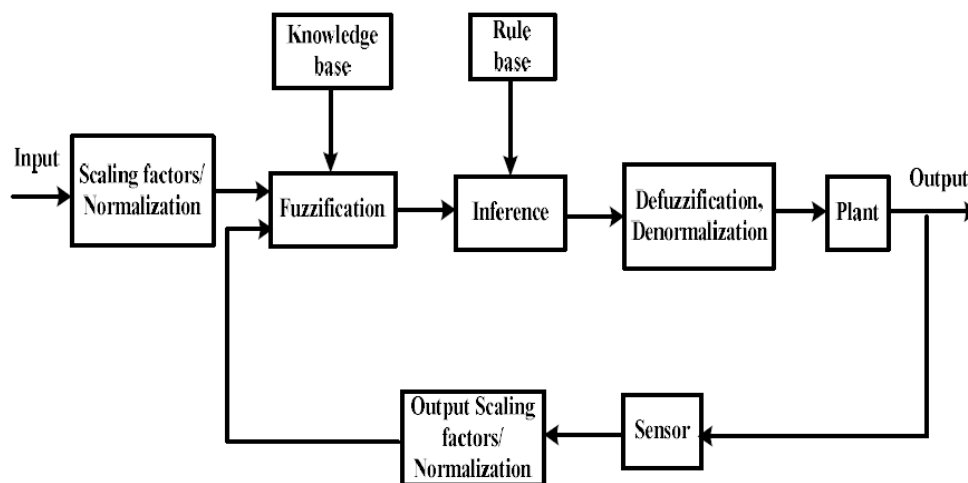 Knowledge
base
Rule
base
Input
Scaling factors/
Normalization
Fuzzification
Inference
Defuzzification,
Denormalization
Plant
Output
Output Scaling
factors/
Normalization
Sensor